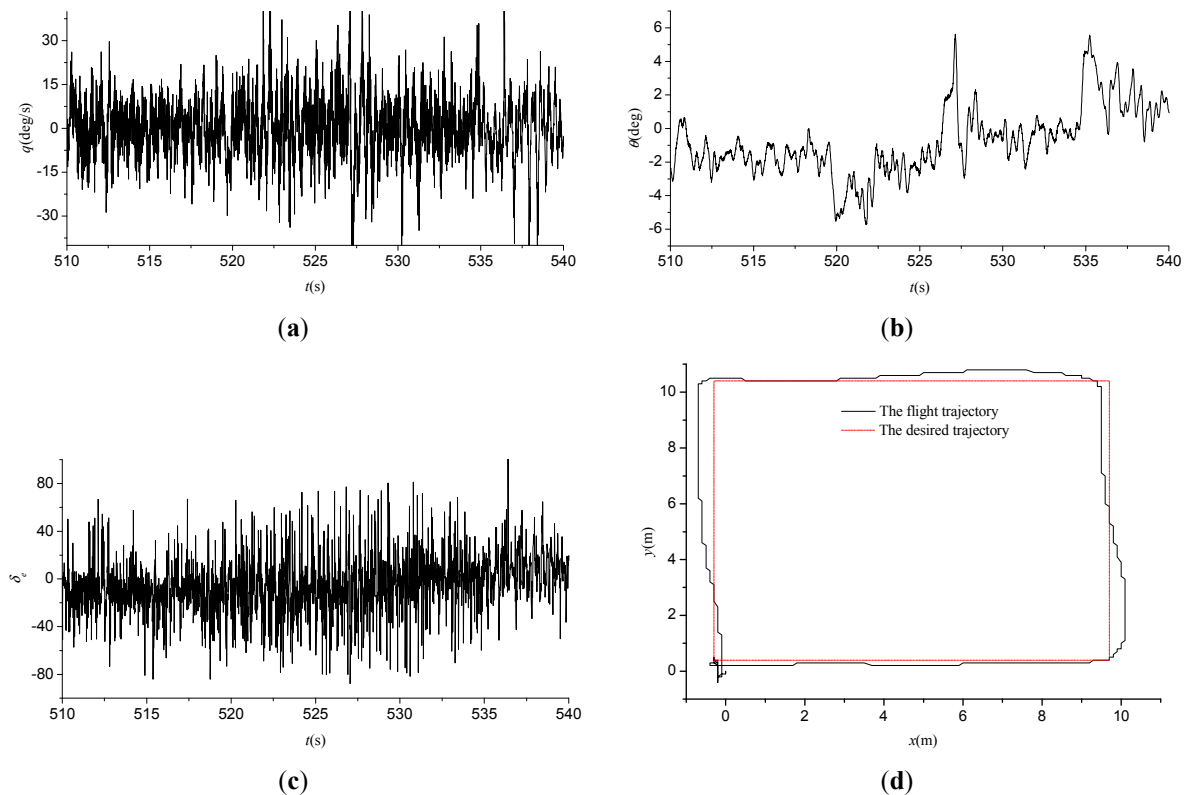 30
15
0
-15
-30
q(deg/s)
510 515 520 525 530 535 540
t(s)
(a)
6
4
2
0
-2
-4
-6
θ(deg)
510 515 520 525 530 535 540
t(s)
(b)
80
40
0
-40
-80
δe
510 515 520 525 530 535 540
t(s)
(c)
10
8
6
4
2
0
y(m)
The flight trajectory
The desired trajectory
0 2 4 6 8 10
x(m)
(d)